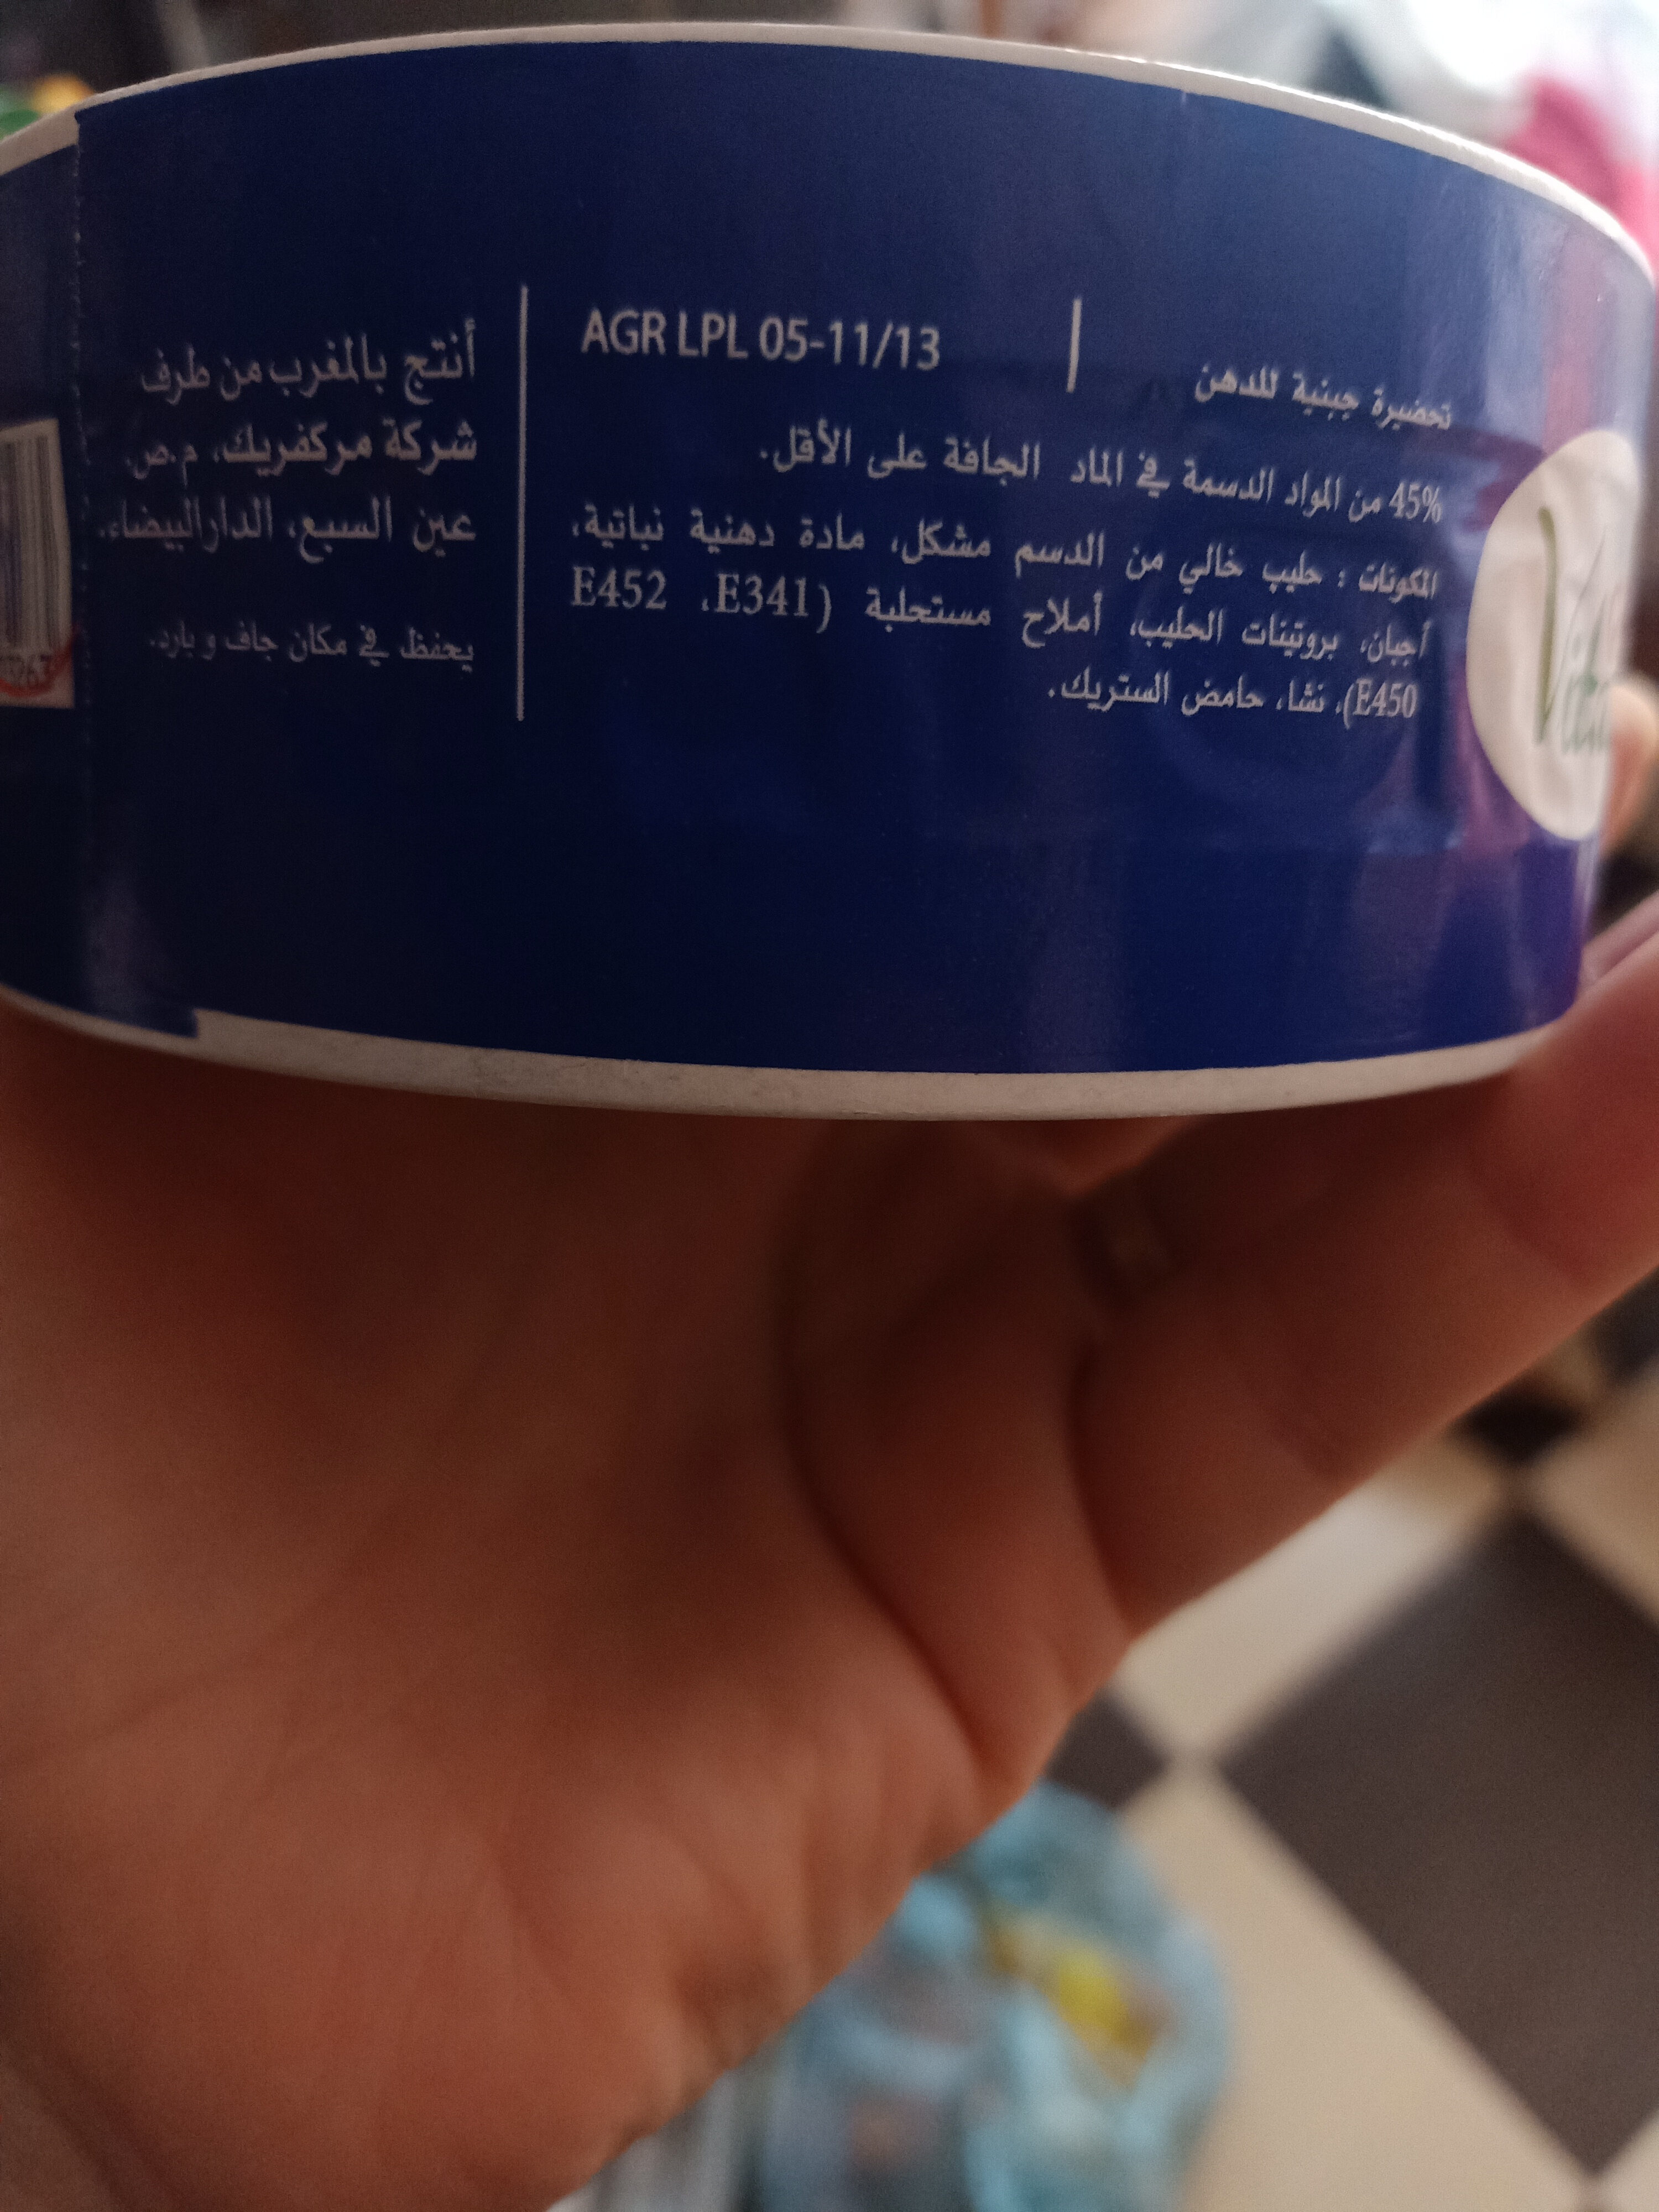 تحضيرة جبنية للدهن
AGR LPL 05-11/13
45% من المواد الدسمة في الماد الجافة على الأقل.
المكونات : حليب خالي من الدسم مشكل، مادة دهنية نباتية،
أجبان، بروتينات الحليب، أملاح مستحلبة (E341، E452
E450)، نشا، حامض الستريك.
أنتج بالمغرب من طرف
شركة مركفريك، م.ص.
عين السبع، الدار البيضاء.
يحفظ في مكان جاف و بارد.